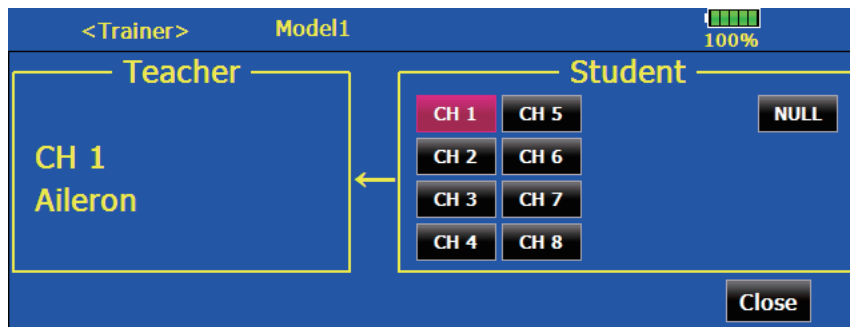 <Trainer> Model1 100%
Teacher Student
CH 1 CH 5 NULL
CH 1 CH 2 CH 6
Aileron ← CH 3 CH 7
CH 4 CH 8
Close